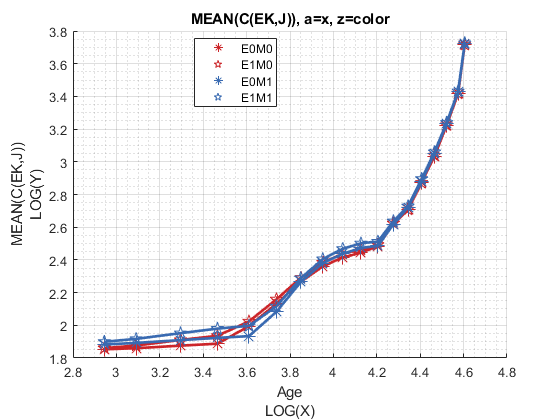 MEAN(C(EK,J)), a=x, z=color
E0M0
E1M0
E0M1
E1M1
3.8
3.6
3.4
3.2
3
2.8
2.6
2.4
2.2
2
1.8
MEAN(C(EK,J))
LOG(Y)
2.8 3 3.2 3.4 3.6 3.8 4 4.2 4.4 4.6 4.8
Age
LOG(X)